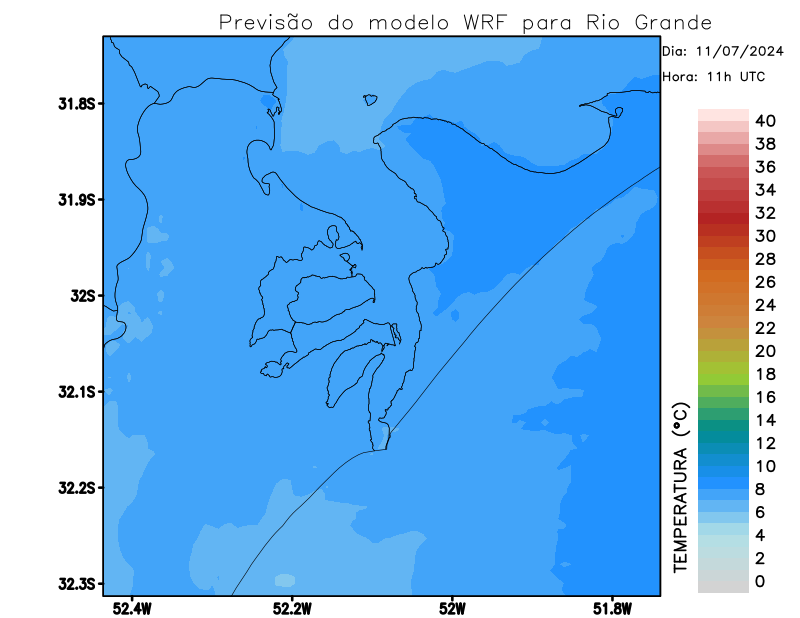 Previsão do modelo WRF para Rio Grande
Dia: 11/07/2024
Hora: 11h UTC
31.8S
31.9S
32S
32.1S
32.2S
32.3S
52.4W
52.2W
52W
51.8W
TEMPERATURA (°C)
40
38
36
34
32
30
28
26
24
22
20
18
16
14
12
10
8
6
4
2
0